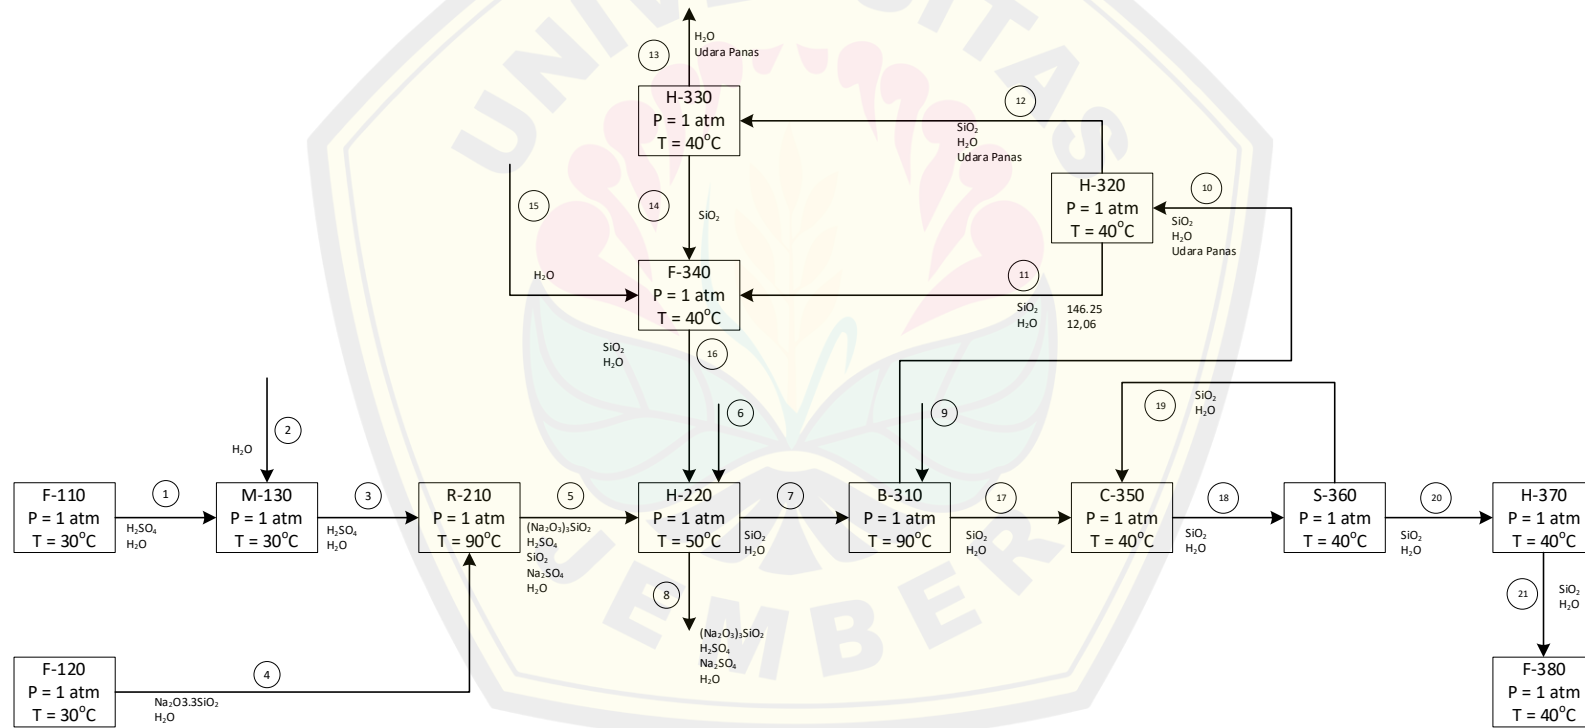 UNIVERSITAS
JEMBER
13
H₂O
Udara Panas
H-330
P = 1 atm
T = 40°C
12
SiO₂
H₂O
Udara Panas
H-320
P = 1 atm
T = 40°C
10
SiO₂
H₂O
Udara Panas
15
H₂O
14
SiO₂
F-340
P = 1 atm
T = 40°C
11
SiO₂ 146.25
H₂O 12,06
SiO₂
H₂O
16
2
H₂O
6
9
19
SiO₂
H₂O
F-110
P = 1 atm
T = 30°C
1
H₂SO₄
H₂O
M-130
P = 1 atm
T = 30°C
3
H₂SO₄
H₂O
R-210
P = 1 atm
T = 90°C
5
(Na₂O₃)₃SiO₂
H₂SO₄
SiO₂
Na₂SO₄
H₂O
H-220
P = 1 atm
T = 50°C
7
SiO₂
H₂O
B-310
P = 1 atm
T = 90°C
17
SiO₂
H₂O
C-350
P = 1 atm
T = 40°C
18
SiO₂
H₂O
S-360
P = 1 atm
T = 40°C
20
SiO₂
H₂O
H-370
P = 1 atm
T = 40°C
8
(Na₂O₃)₃SiO₂
H₂SO₄
Na₂SO₄
H₂O
21
SiO₂
H₂O
F-120
P = 1 atm
T = 30°C
4
Na₂O3.3SiO₂
H₂O
F-380
P = 1 atm
T = 40°C